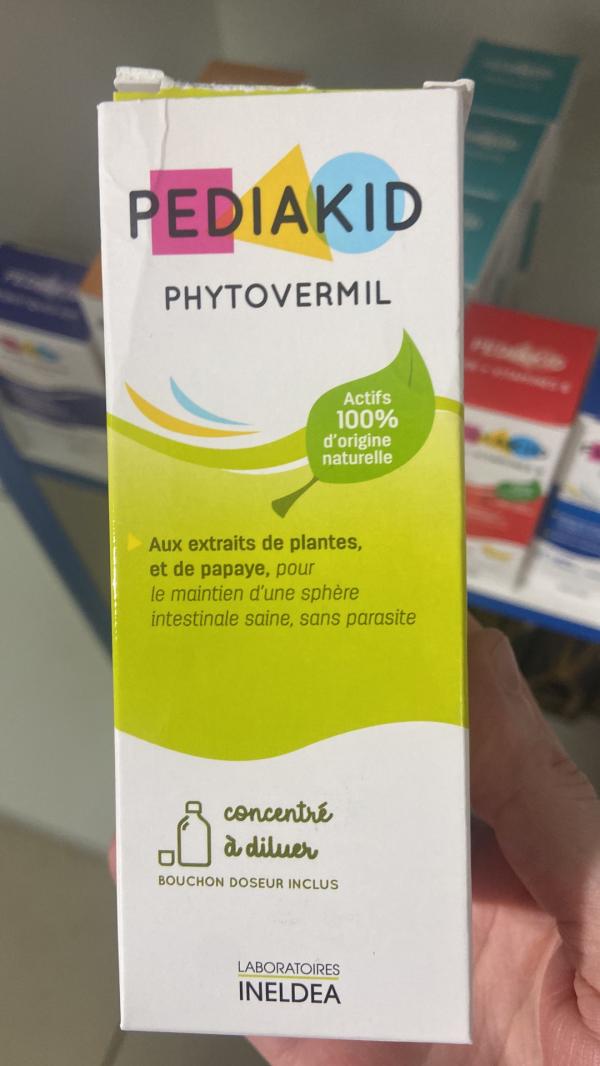 PEDIAKID
PHYTOVERMIL
Actifs
100%
d'origine
naturelle
Aux extraits de plantes,
et de papaye, pour
le maintien d'une sphère
intestinale saine, sans parasite
concentré
à diluer
BOUCHON DOSEUR INCLUS
LABORATOIRES
INELDEA
PEDIAKID